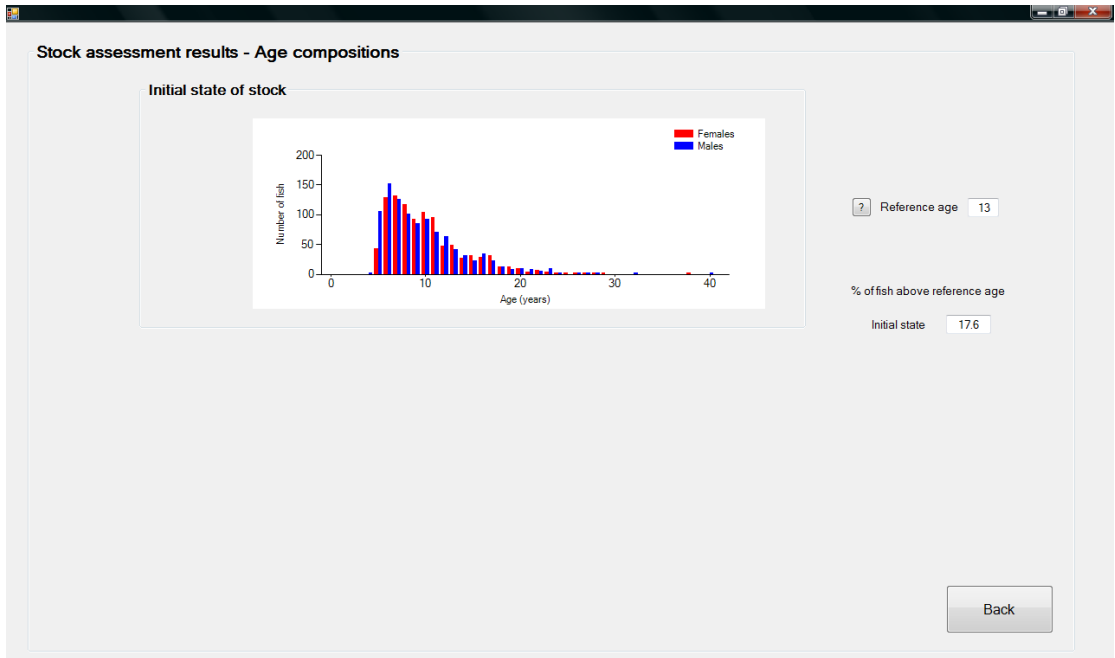 Stock assessment results - Age compositions
Initial state of stock
Females
Males
200
150
100
50
0
Number of fish
0 10 20 30 40
Age (years)
? Reference age 13
% of fish above reference age
Initial state 17.6
Back